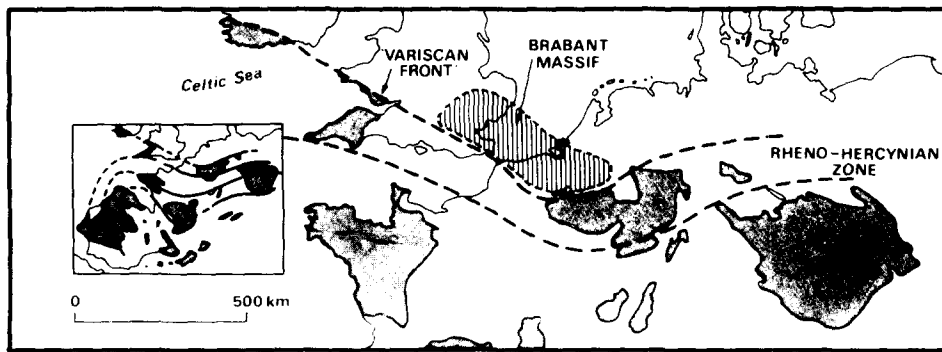 Celtic Sea
VARISCAN
FRONT
BRABANT
MASSIF
RHENO-HERCYNIAN
ZONE
0
500 km